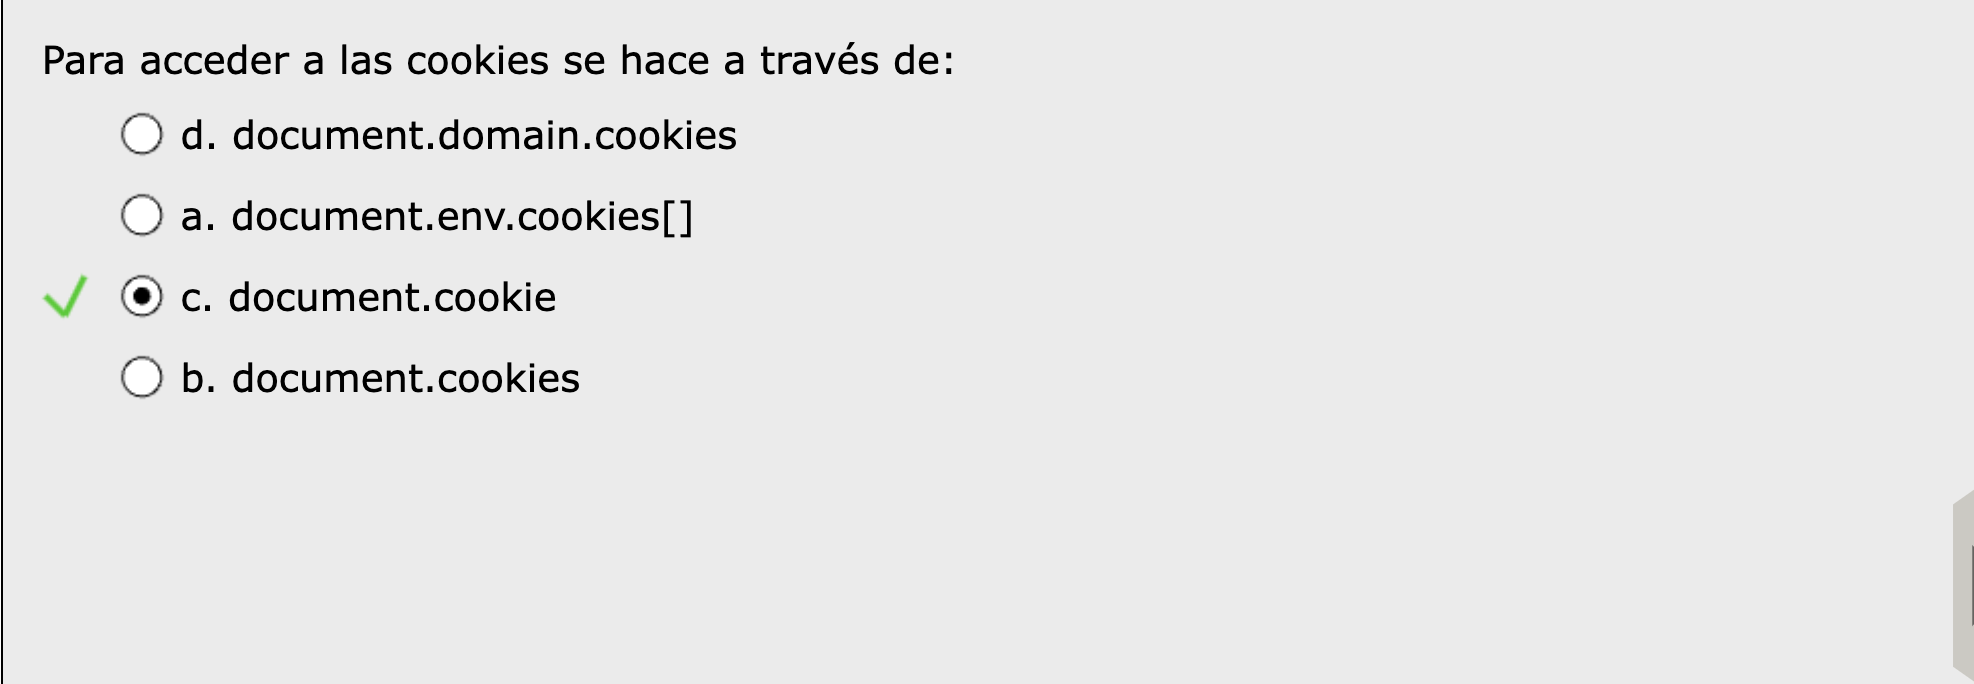 Para acceder a las cookies se hace a través de:
d. document.domain.cookies
a. document.env.cookies[]
c. document.cookie
b. document.cookies